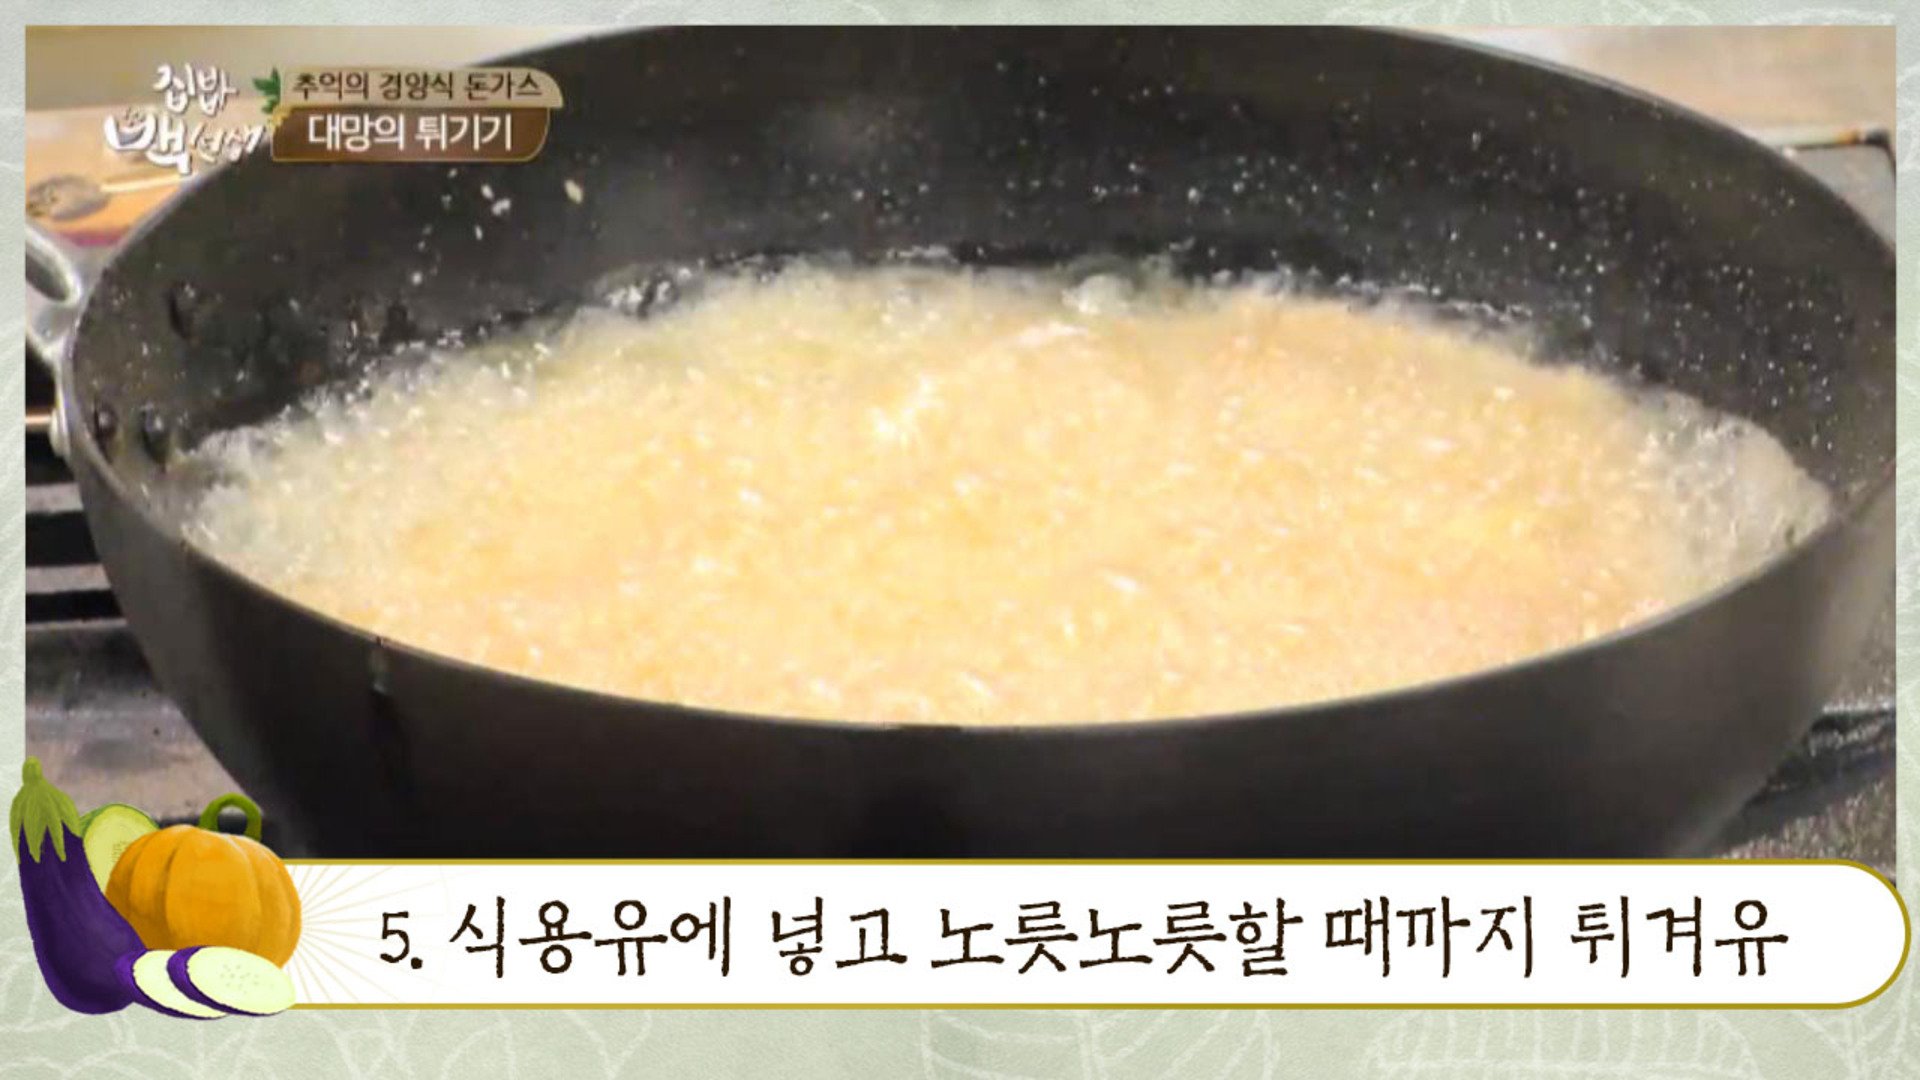 집밥
백선생
추억의 경양식 돈가스
대망의 튀기기
5. 식용유에 넣고 노릇노릇할 때까지 튀겨유